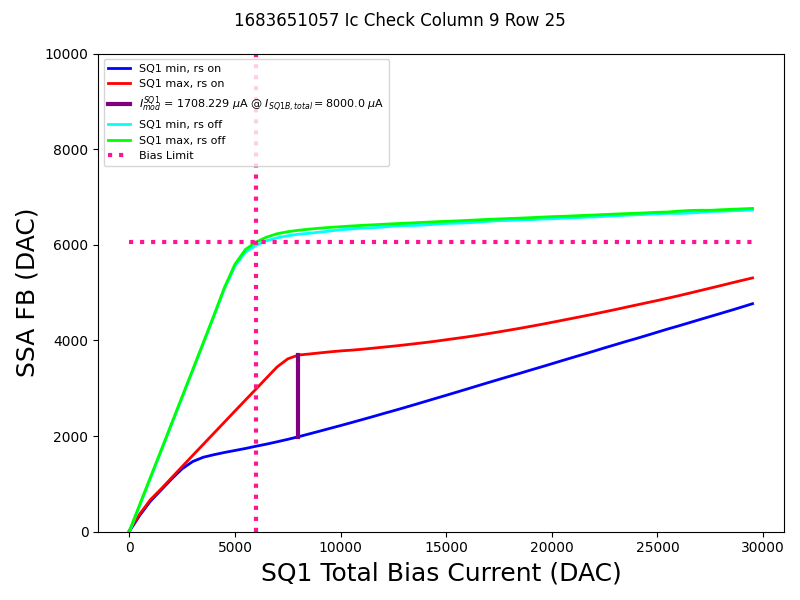 1683651057 Ic Check Column 9 Row 25
SSA FB (DAC)
10000
8000
6000
4000
2000
0
SQ1 min, rs on
SQ1 max, rs on
I_{mod}^{SQ1} = 1708.229 μA @ I_{SQ1B, total} = 8000.0 μA
SQ1 min, rs off
SQ1 max, rs off
Bias Limit
0 5000 10000 15000 20000 25000 30000
SQ1 Total Bias Current (DAC)